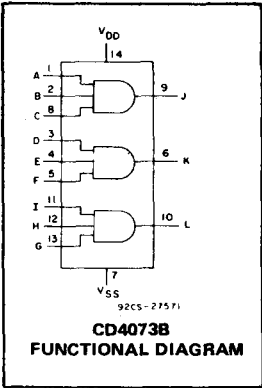 VDD
14
A 1
B 2
C 8
9 J
D 3
E 4
F 5
6 K
I 11
H 12
G 13
10 L
7
VSS
92CS-27571
CD4073B
FUNCTIONAL DIAGRAM